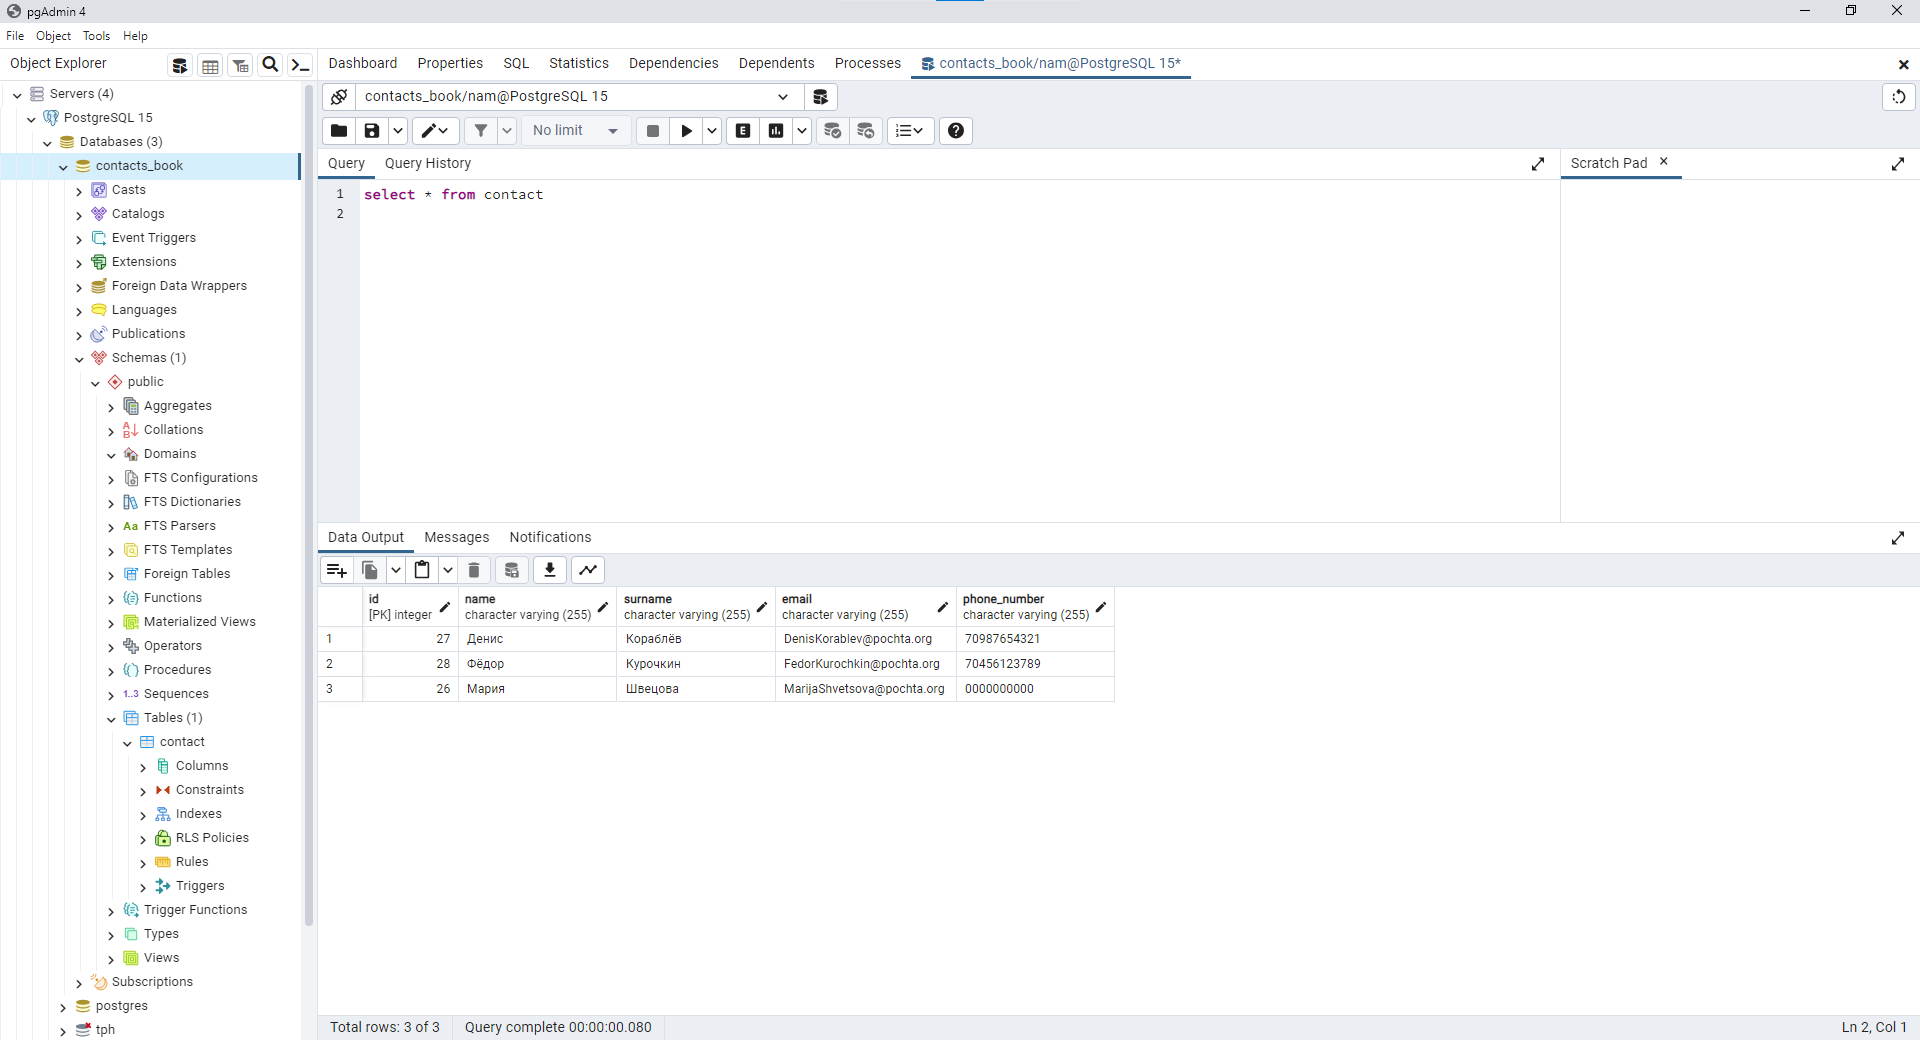 pgAdmin 4
File Object Tools Help
Object Explorer
Dashboard Properties SQL Statistics Dependencies Dependents Processes contacts_book/nam@PostgreSQL 15*
Servers (4)
PostgreSQL 15
Databases (3)
contacts_book
Casts
Catalogs
Event Triggers
Extensions
Foreign Data Wrappers
Languages
Publications
Schemas (1)
public
Aggregates
Collations
Domains
FTS Configurations
FTS Dictionaries
Aa FTS Parsers
FTS Templates
Foreign Tables
Functions
Materialized Views
Operators
Procedures
1..3 Sequences
Tables (1)
contact
Columns
Constraints
Indexes
RLS Policies
Rules
Triggers
Trigger Functions
Types
Views
Subscriptions
postgres
tph
contacts_book/nam@PostgreSQL 15
No limit E
Query Query History
Scratch Pad
1 select * from contact
2
Data Output Messages Notifications
id name surname email phone_number
[PK] integer character varying (255) character varying (255) character varying (255) character varying (255)
1 27 Денис Кораблёв DenisKorablev@pochta.org 70987654321
2 28 Фёдор Курочкин FedorKurochkin@pochta.org 70456123789
3 26 Мария Швецова MarijaShvetsova@pochta.org 0000000000
Total rows: 3 of 3 Query complete 00:00:00.080 Ln 2, Col 1